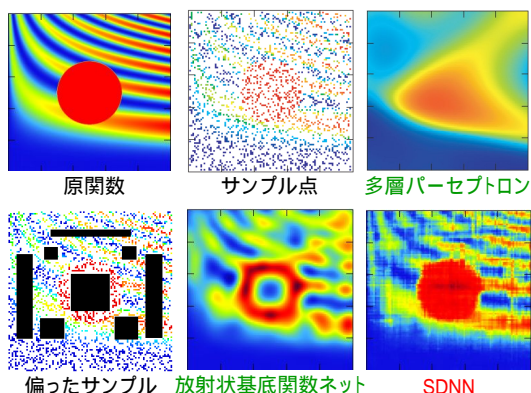 原関数
サンプル点
多層パーセプトロン
偏ったサンプル
放射状基底関数ネット
SDNN